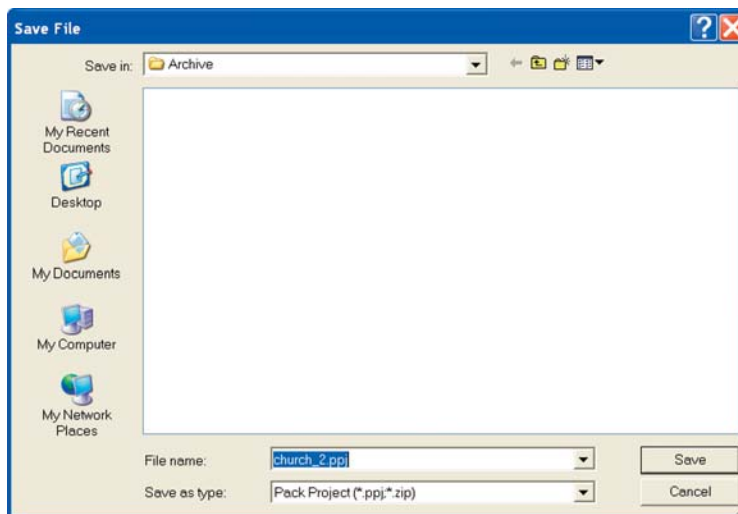 Save File
Save in: Archive
My Recent
Documents
Desktop
My Documents
My Computer
My Network
Places
File name: church_2.ppj
Save
Save as type: Pack Project (*.ppj;*.zip)
Cancel